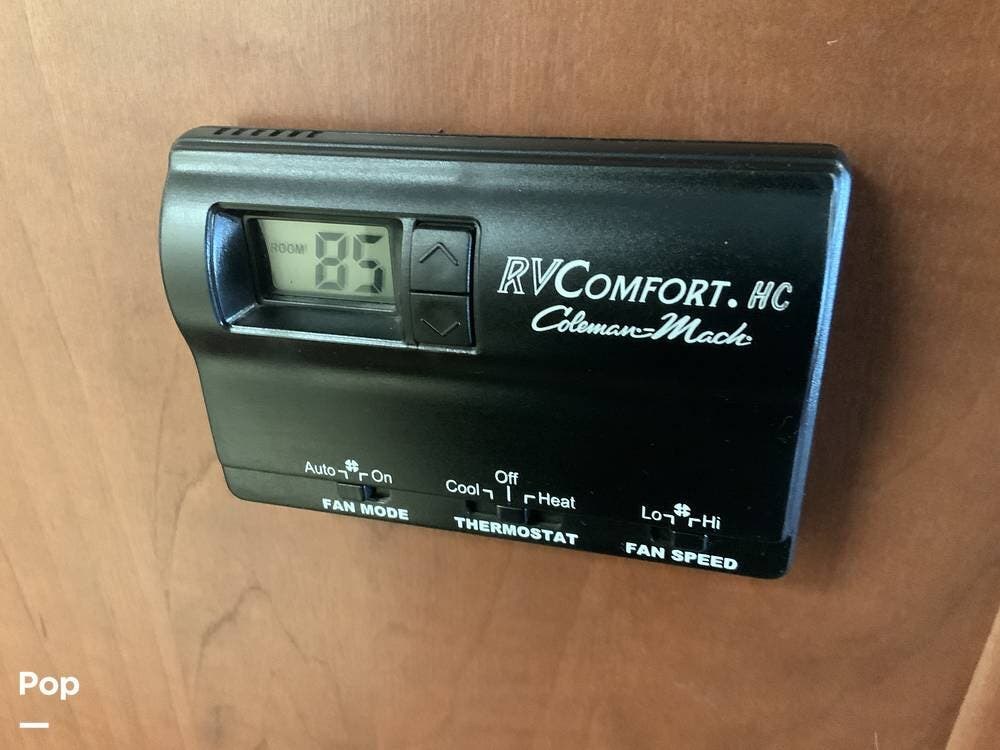 ROOM 85
RVCOMFORT. HC
Coleman-Mach
Auto On
FAN MODE
Off
Cool Heat
THERMOSTAT
Lo Hi
FAN SPEED
Pop